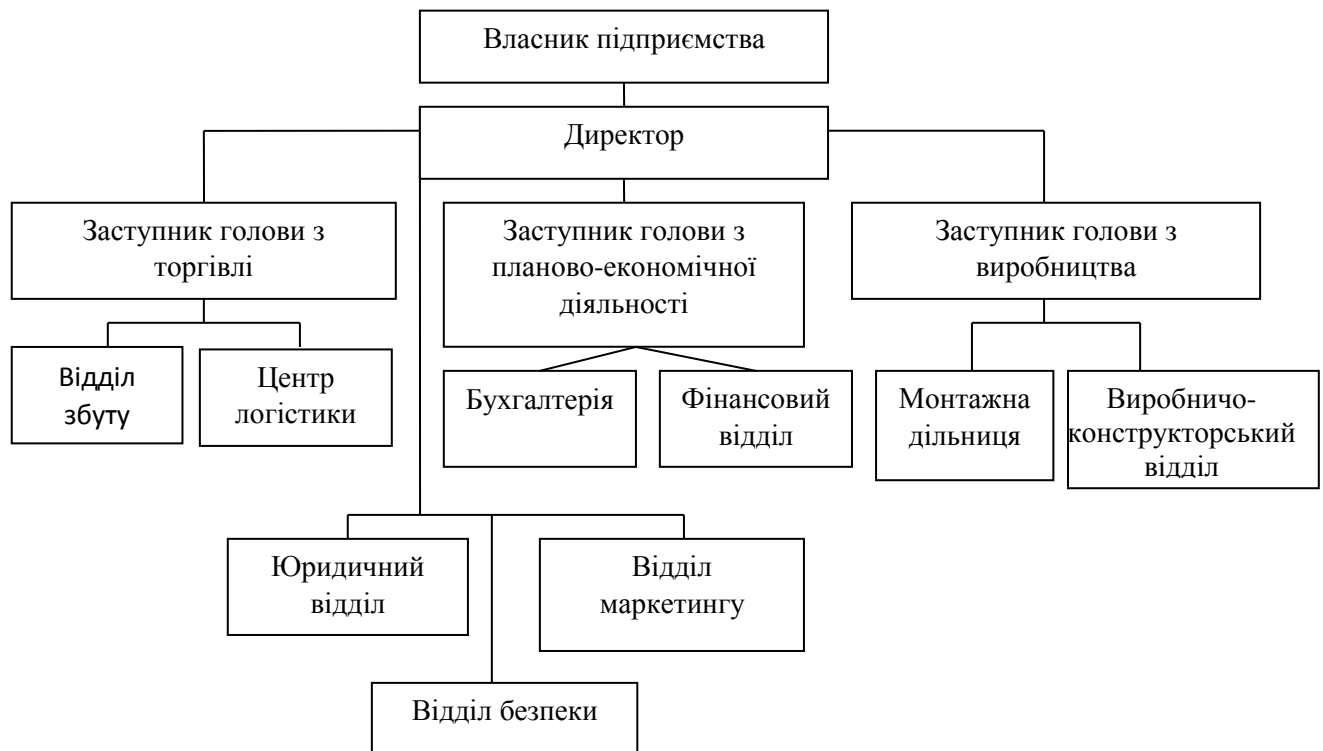 Власник підприємства
Директор
Заступник голови з
торгівлі
Заступник голови з
планово-економічної
діяльності
Заступник голови з
виробництва
Відділ
збуту
Центр
логістики
Бухгалтерія
Фінансовий
відділ
Монтажна
дільниця
Виробничо-
конструкторський
відділ
Юридичний
відділ
Відділ
маркетингу
Відділ безпеки